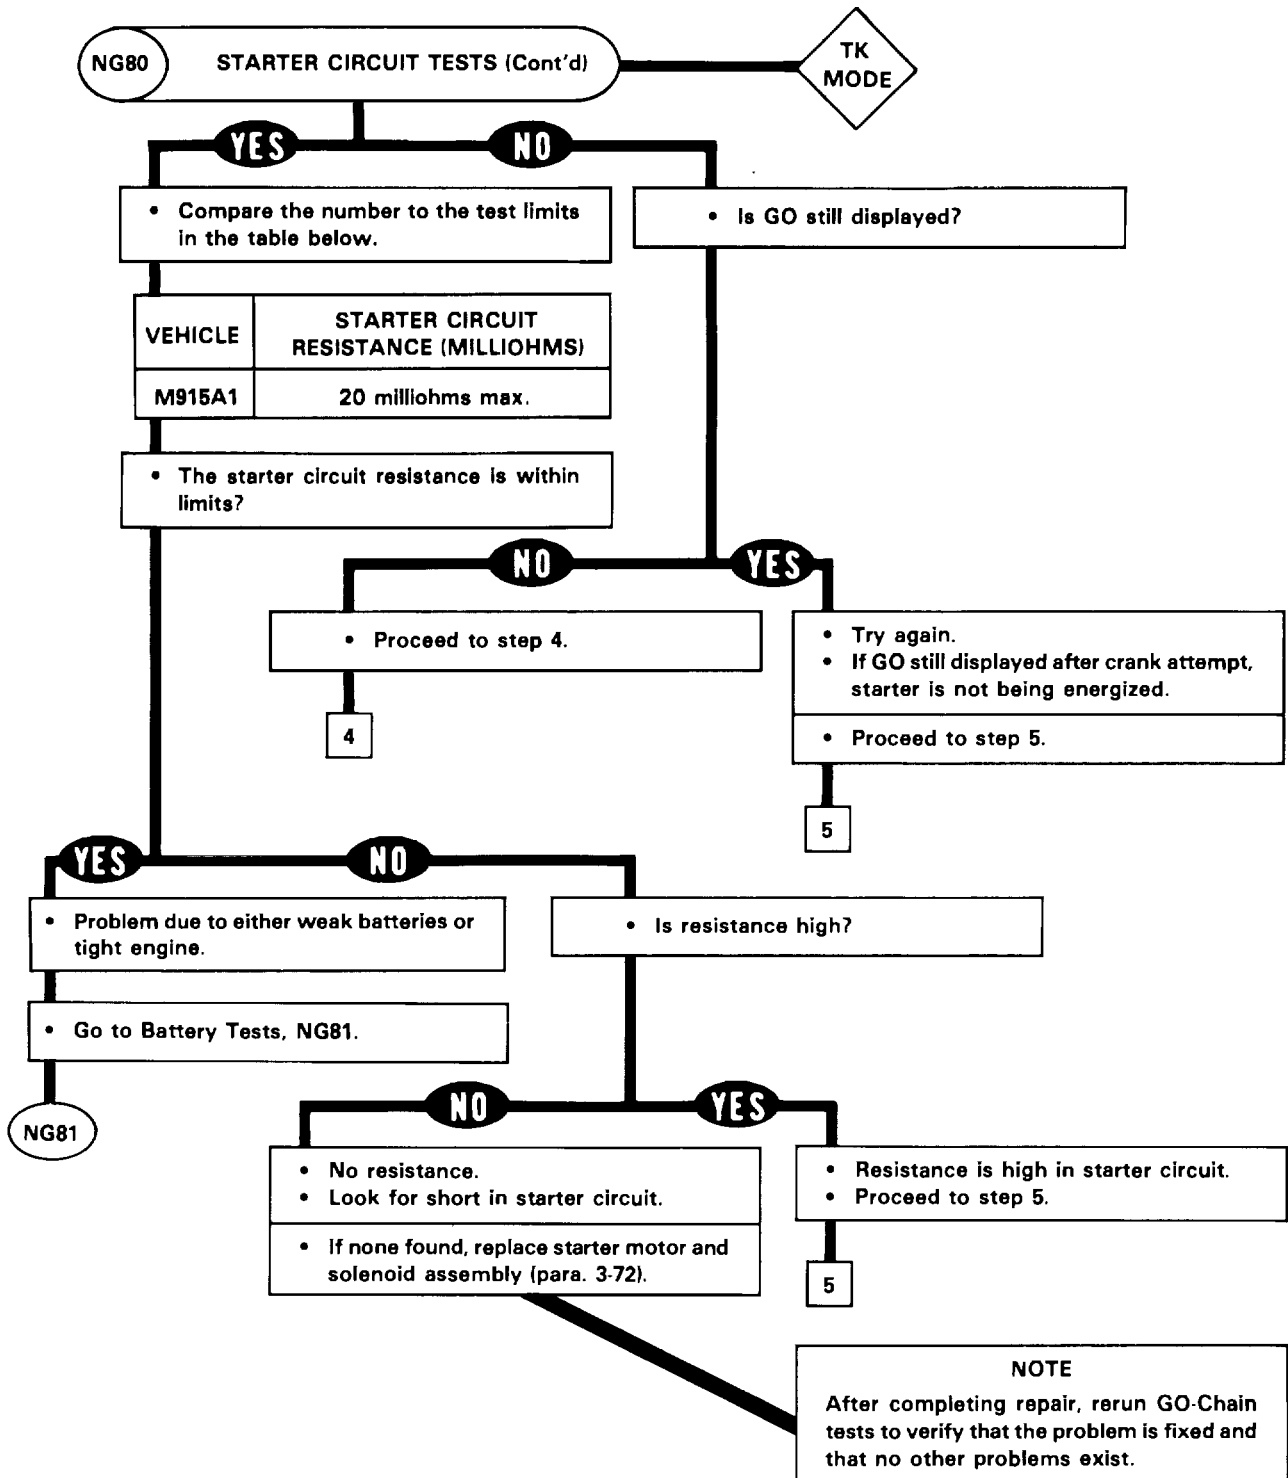 NG80
STARTER CIRCUIT TESTS (Cont'd)
TK
MODE
YES
NO
• Compare the number to the test limits
in the table below.
• Is GO still displayed?
VEHICLE
STARTER CIRCUIT
RESISTANCE (MILLIOHMS)
M915A1
20 milliohms max.
• The starter circuit resistance is within
limits?
NO
YES
• Proceed to step 4.
4
• Try again.
• If GO still displayed after crank attempt,
starter is not being energized.
• Proceed to step 5.
5
YES
NO
• Problem due to either weak batteries or
tight engine.
• Go to Battery Tests, NG81.
NG81
• Is resistance high?
NO
YES
• No resistance.
• Look for short in starter circuit.
• If none found, replace starter motor and
solenoid assembly (para. 3-72).
• Resistance is high in starter circuit.
• Proceed to step 5.
5
NOTE
After completing repair, rerun GO-Chain
tests to verify that the problem is fixed and
that no other problems exist.